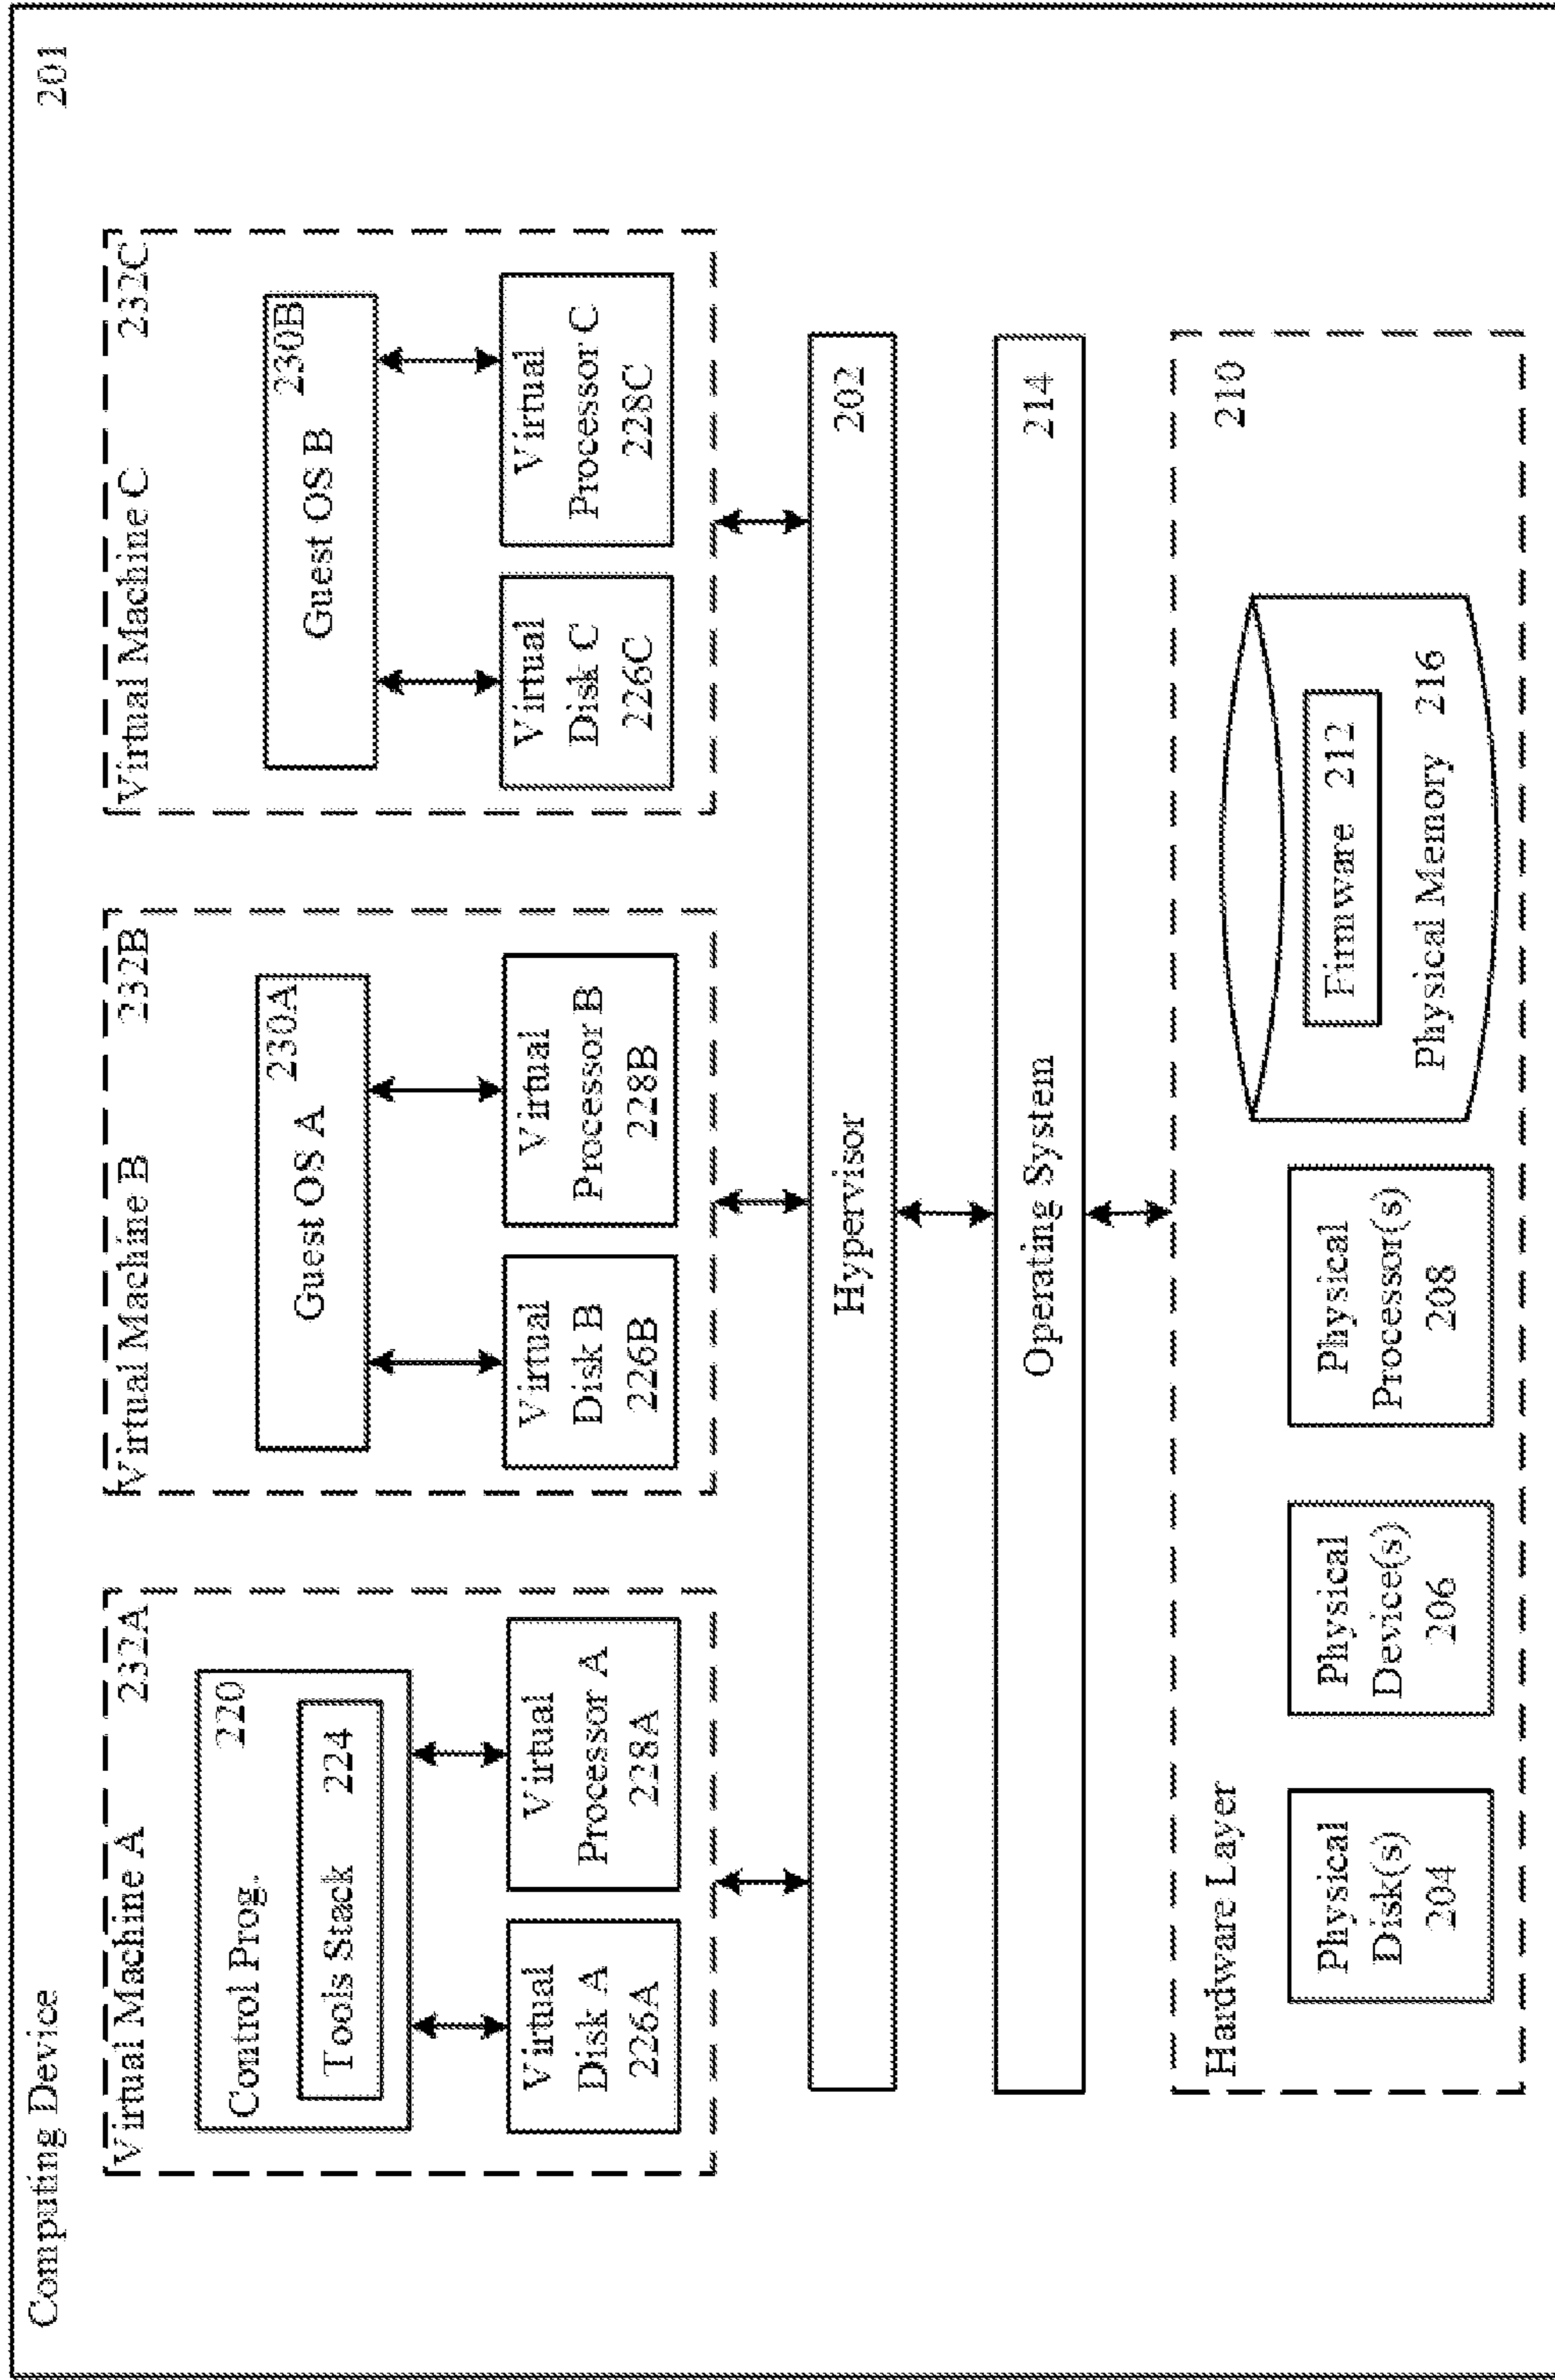 Computing Device 201
Virtual Machine A 232A
Control Prog. 220
Tools Stack 224
Virtual
Disk A
226A
Virtual
Processor A
228A
Virtual Machine B 232B
Guest OS A 230A
Virtual
Disk B
226B
Virtual
Processor B
228B
Virtual Machine C 232C
Guest OS B 230B
Virtual
Disk C
226C
Virtual
Processor C
228C
Hypervisor 202
Operating System 214
Hardware Layer 210
Physical
Disk(s)
204
Physical
Device(s)
206
Physical
Processor(s)
208
Firmware 212
Physical Memory 216